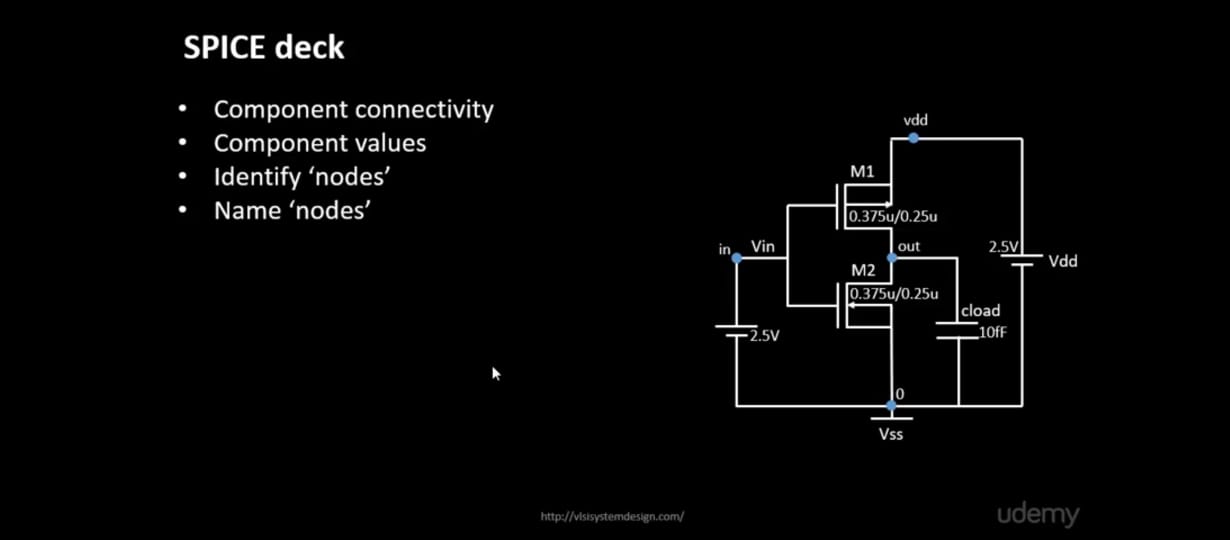 SPICE deck
• Component connectivity
• Component values
• Identify ‘nodes’
• Name ‘nodes’
vdd
M1
0.375u/0.25u
in
Vin
out
2.5V
Vdd
M2
0.375u/0.25u
cload
10fF
2.5V
0
Vss
http://vlsisystemdesign.com/
udemy